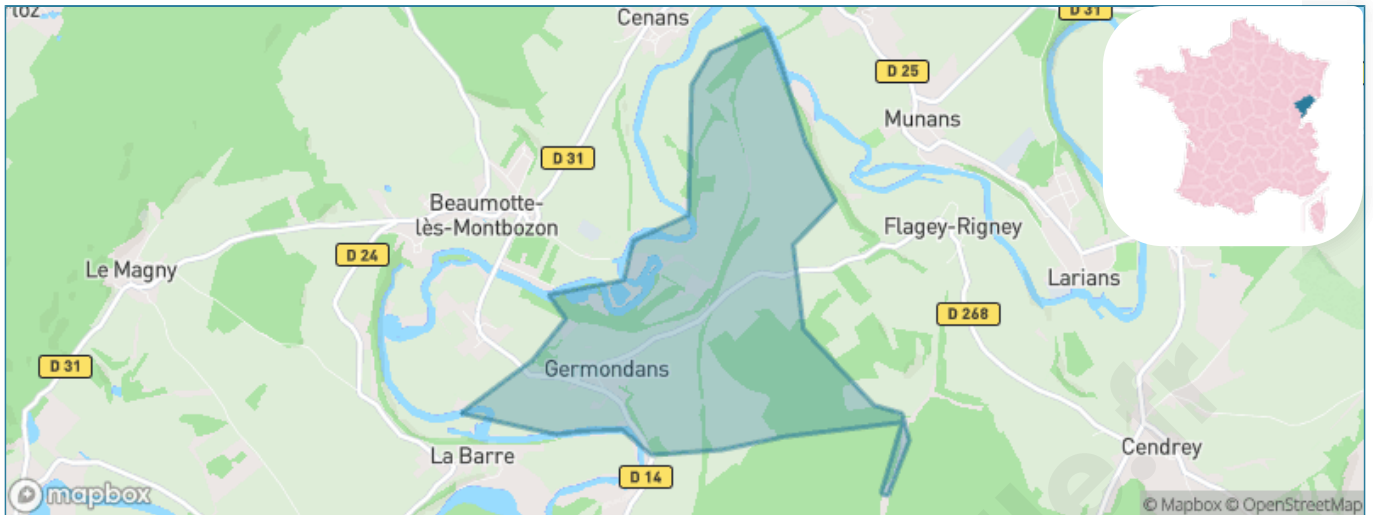 Cenans
D 31
D 25
Munans
D 31
Beaumotte-
lès-Montbozon
Flagey-Rigney
D 24
Le Magny
Larians
D 268
D 31
Germondans
Cendrey
La Barre
D 14
mapbox
© Mapbox © OpenStreetMap